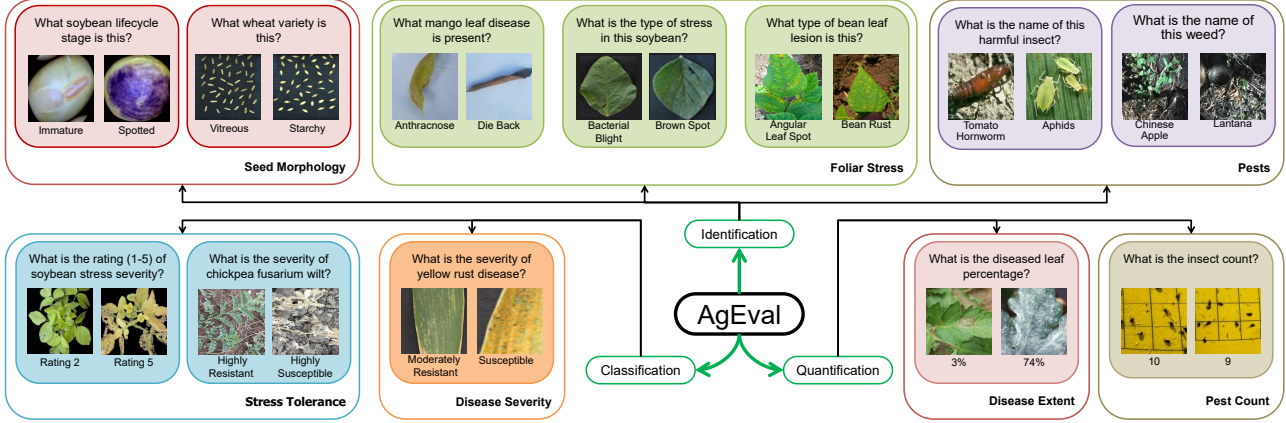 What soybean lifecycle
stage is this?
Immature
Spotted
What wheat variety is
this?
Vitreous
Starchy
Seed Morphology
What mango leaf disease
is present?
Anthracnose
Die Back
What is the type of stress
in this soybean?
Bacterial
Blight
Brown Spot
What type of bean leaf
lesion is this?
Angular
Leaf Spot
Bean Rust
Foliar Stress
What is the name of this
harmful insect?
Tomato
Hornworm
Aphids
What is the name of
this weed?
Chinese
Apple
Lantana
Pests
Identification
AgEval
Classification
Quantification
What is the rating (1-5) of
soybean stress severity?
Rating 2
Rating 5
What is the severity of
chickpea fusarium wilt?
Highly
Resistant
Highly
Susceptible
Stress Tolerance
What is the severity of
yellow rust disease?
Moderately
Resistant
Susceptible
Disease Severity
What is the diseased leaf
percentage?
3%
74%
Disease Extent
What is the insect count?
10
9
Pest Count